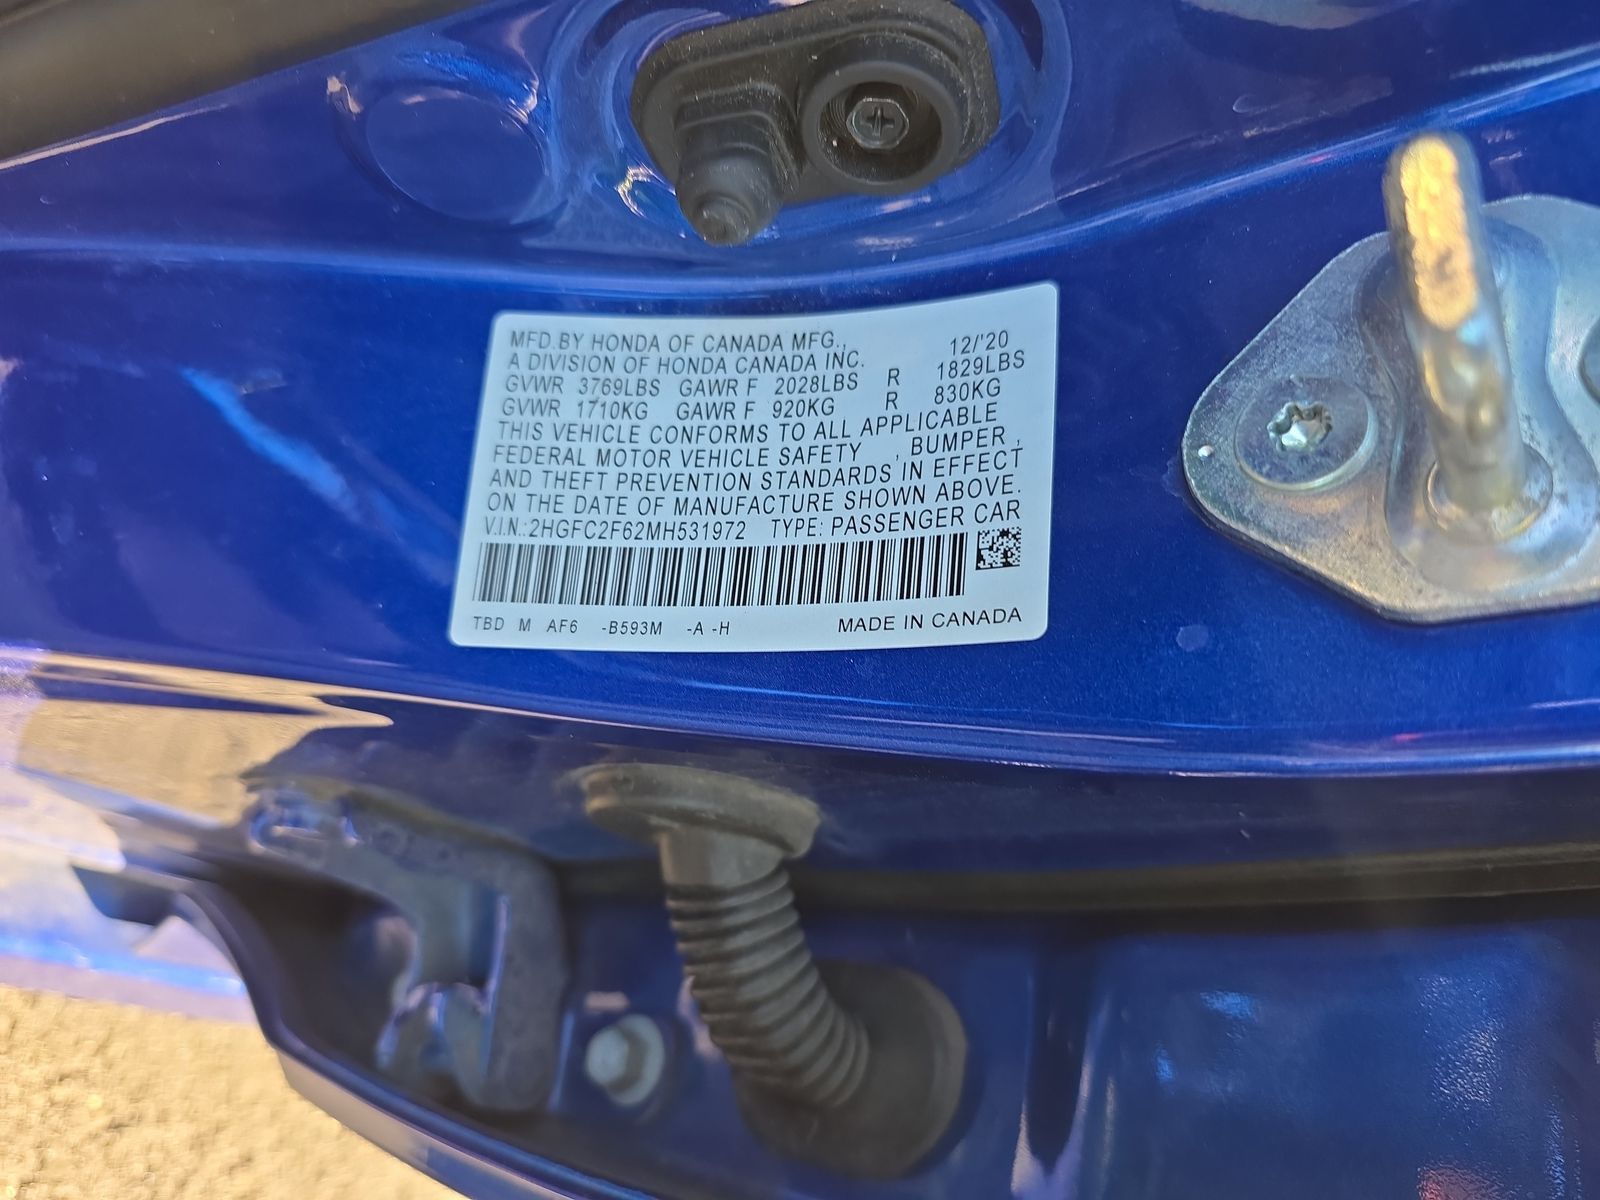 MFD.BY HONDA OF CANADA MFG., 12/'20
A DIVISION OF HONDA CANADA INC.
GVWR 3769LBS GAWR F 2028LBS R 1829LBS
GVWR 1710KG GAWR F 920KG R 830KG
THIS VEHICLE CONFORMS TO ALL APPLICABLE
FEDERAL MOTOR VEHICLE SAFETY , BUMPER ,
AND THEFT PREVENTION STANDARDS IN EFFECT
ON THE DATE OF MANUFACTURE SHOWN ABOVE.
V.I.N.:2HGFC2F62MH531972 TYPE: PASSENGER CAR
TBD M AF6 -B593M -A -H MADE IN CANADA